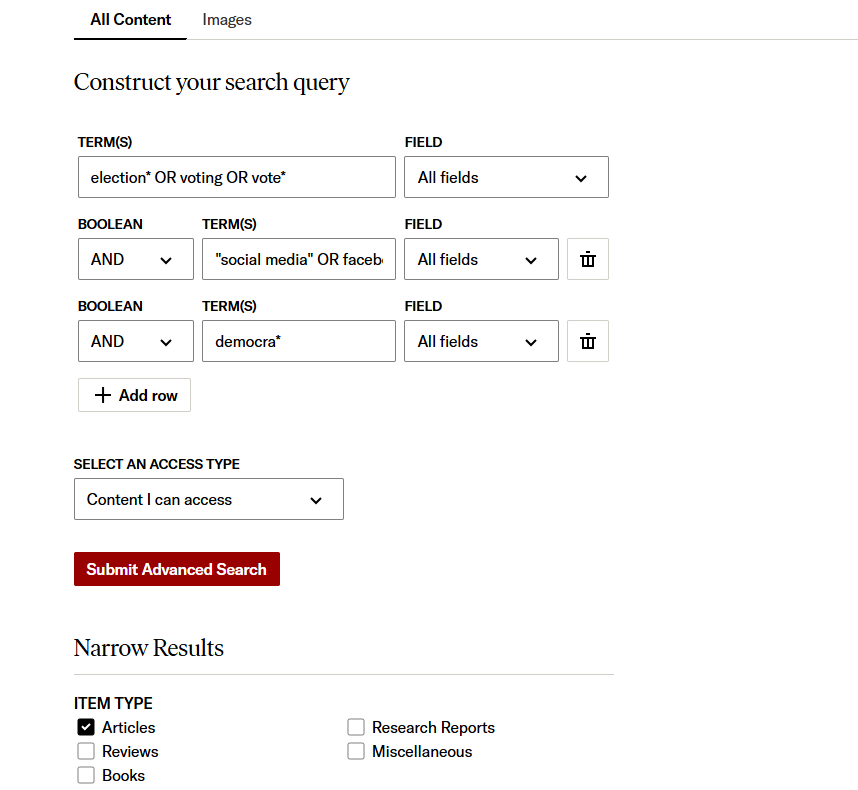 All Content Images
Construct your search query
TERM(S) FIELD
election* OR voting OR vote* All fields
BOOLEAN TERM(S) FIELD
AND "social media" OR faceb All fields
BOOLEAN TERM(S) FIELD
AND democra* All fields
Add row
SELECT AN ACCESS TYPE
Content I can access
Submit Advanced Search
Narrow Results
ITEM TYPE
Articles Research Reports
Reviews Miscellaneous
Books